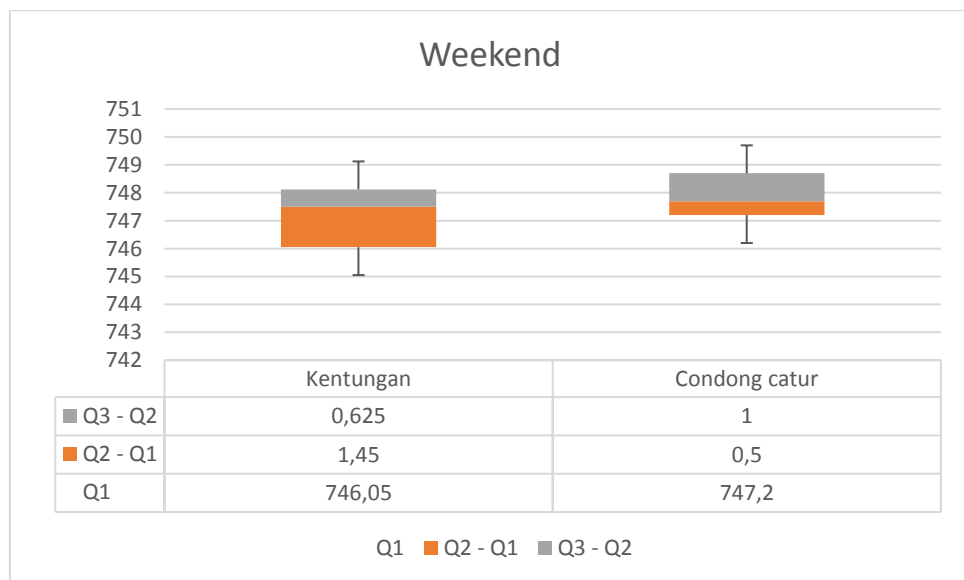 Weekend
751
750
749
748
747
746
745
744
743
742
Kentungan Condong catur
Q3 - Q2 0,625 1
Q2 - Q1 1,45 0,5
Q1 746,05 747,2
Q1 Q2 - Q1 Q3 - Q2